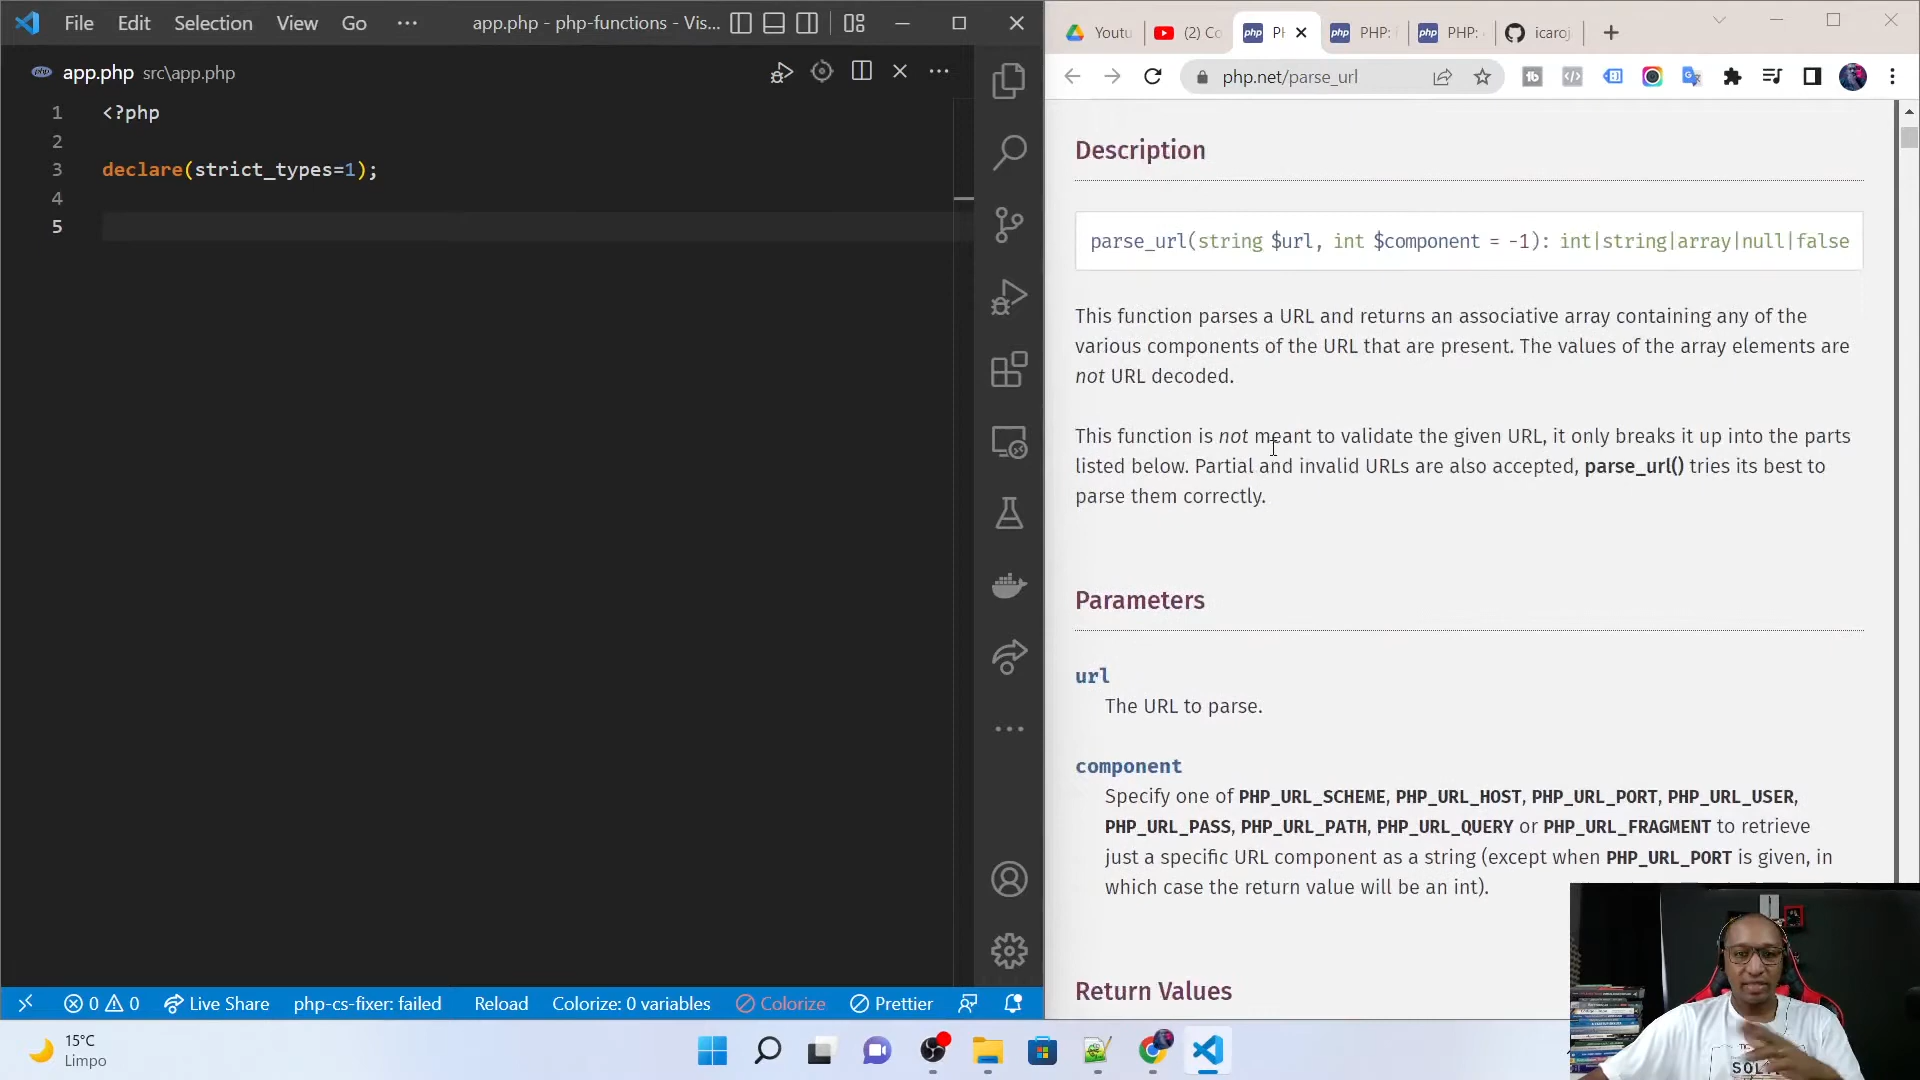 File Edit Selection View Go ··· app.php - php-functions - Vis...
app.php src\app.php
1 <?php
2
3 declare(strict_types=1);
4
5
php-cs-fixer: failed Reload Colorize: 0 variables Colorize Prettier
0 0 Live Share
15°C
Limpo
Youtu (2) Co PH PHP: PHP: icaroj
php.net/parse_url
Description
parse_url(string $url, int $component = -1): int|string|array|null|false
This function parses a URL and returns an associative array containing any of the
various components of the URL that are present. The values of the array elements are
not URL decoded.
This function is not meant to validate the given URL, it only breaks it up into the parts
listed below. Partial and invalid URLs are also accepted, parse_url() tries its best to
parse them correctly.
Parameters
url
The URL to parse.
component
Specify one of PHP_URL_SCHEME, PHP_URL_HOST, PHP_URL_PORT, PHP_URL_USER,
PHP_URL_PASS, PHP_URL_PATH, PHP_URL_QUERY or PHP_URL_FRAGMENT to retrieve
just a specific URL component as a string (except when PHP_URL_PORT is given, in
which case the return value will be an int).
Return Values